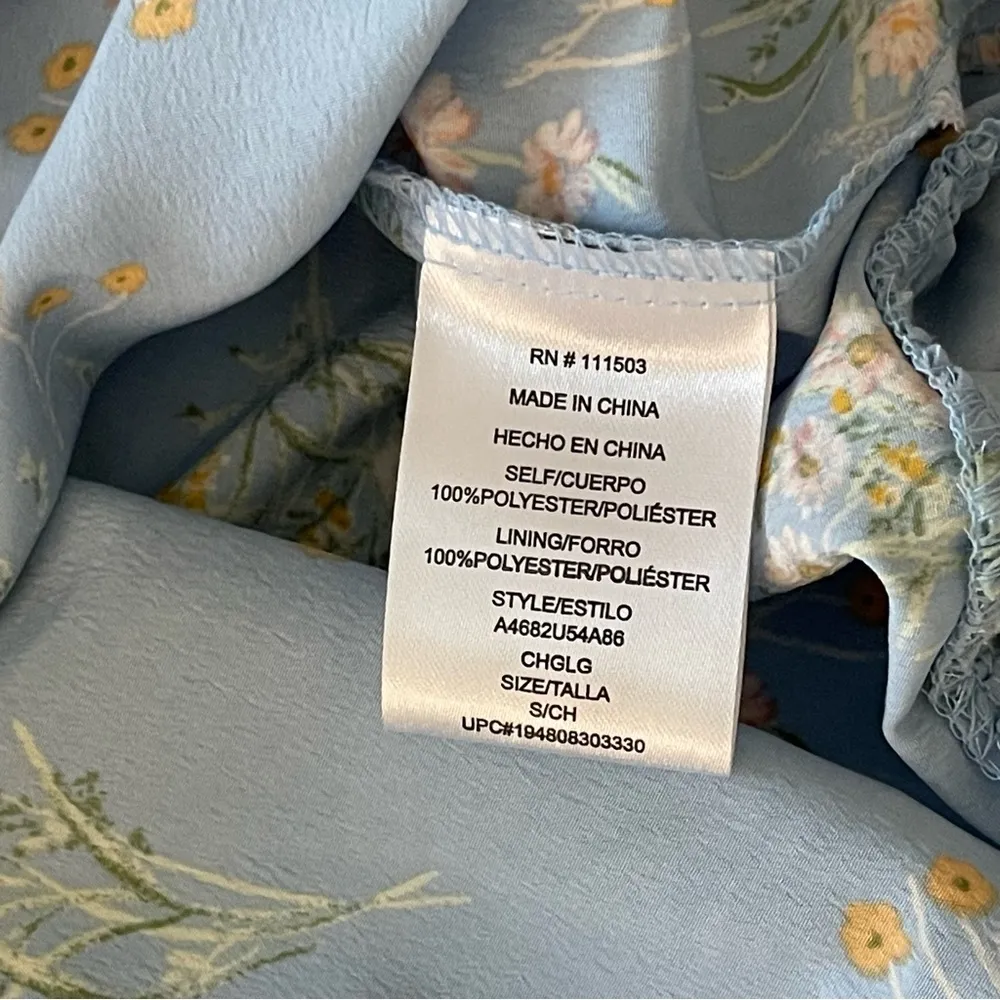 RN # 111503
MADE IN CHINA
HECHO EN CHINA
SELF/CUERPO
100%POLYESTER/POLIÉSTER
LINING/FORRO
100%POLYESTER/POLIÉSTER
STYLE/ESTILO
A4682U54A86
CHGLG
SIZE/TALLA
S/CH
UPC#194808303330